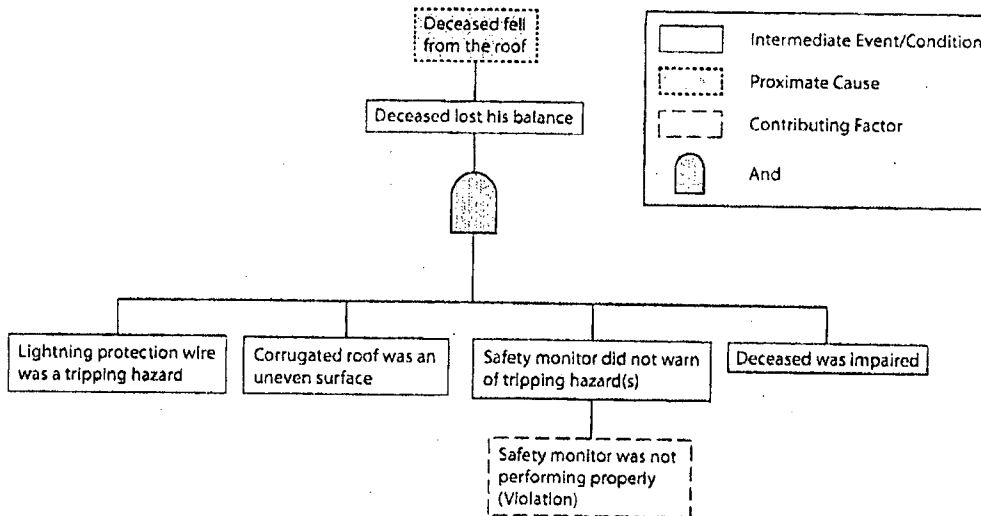 Deceased fell
from the roof
Deceased lost his balance
Intermediate Event/Condition
Proximate Cause
Contributing Factor
And
Lightning protection wire
was a tripping hazard
Corrugated roof was an
uneven surface
Safety monitor did not warn
of tripping hazard(s)
Deceased was impaired
Safety monitor was not
performing properly
(Violation)